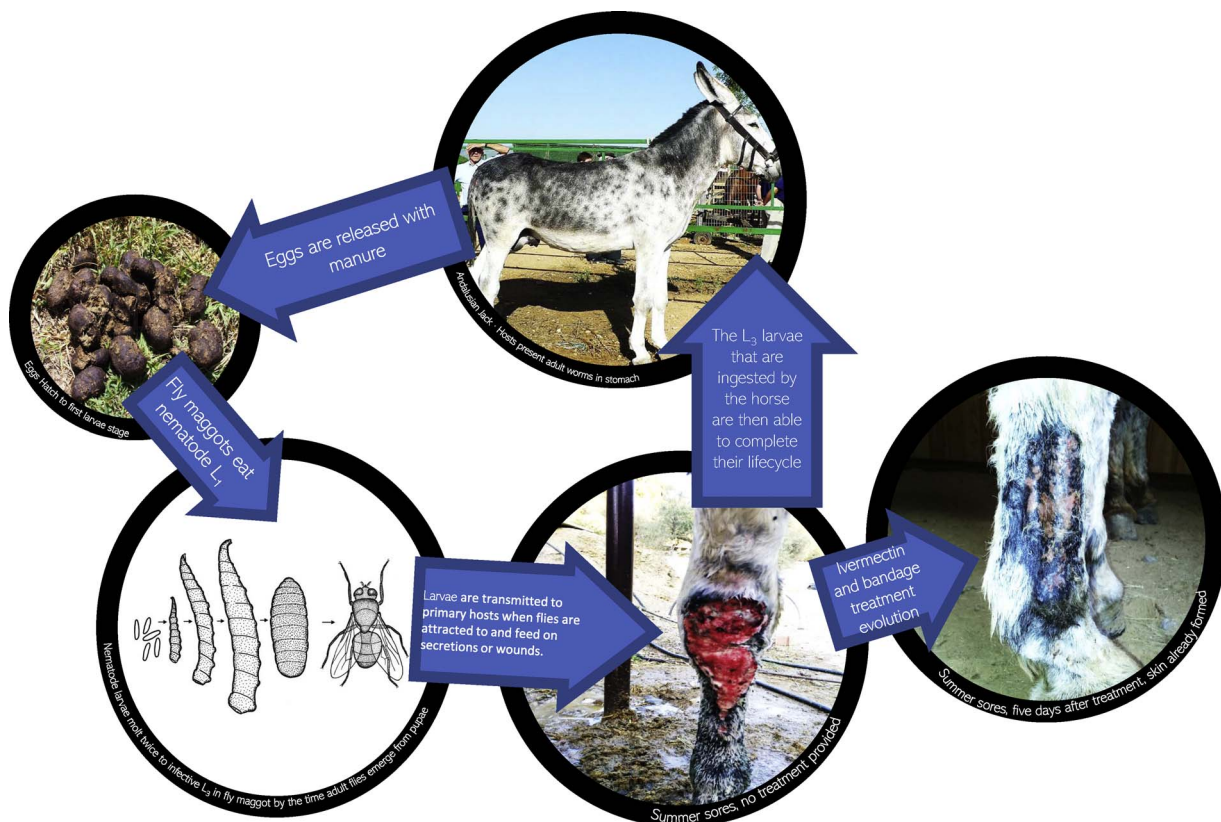 Andalusian Jack - Hosts present adult worms in stomach
Eggs are released with
manure
Eggs Hatch to first larvae stage
Fly maggots eat
nematode L₁
Nematode larvae molt twice to infective L₃ in fly maggot by the time adult flies emerge from pupae
Larvae are transmitted to
primary hosts when flies are
attracted to and feed on
secretions or wounds.
Summer sores, no treatment provided
The L₃ larvae
that are
ingested by
the horse
are then able
to complete
their lifecycle
Ivermectin
and bandage
treatment
evolution
Summer sores, five days after treatment, skin already formed